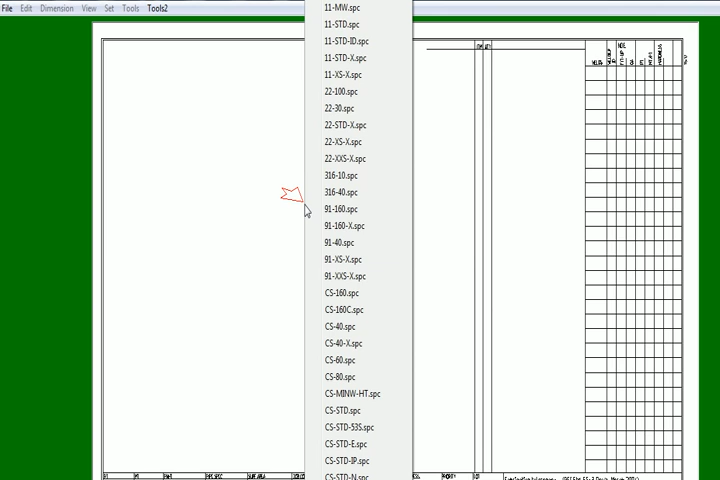 File Edit Dimension View Set Tools Tools2
11-MW.spc
11-STD.spc
11-STD-ID.spc
11-STD-X.spc
11-XS-X.spc
22-100.spc
22-30.spc
22-STD-X.spc
22-XS-X.spc
22-XXS-X.spc
316-10.spc
316-40.spc
91-160.spc
91-160-X.spc
91-40.spc
91-XS-X.spc
91-XXS-X.spc
CS-160.spc
CS-160C.spc
CS-40.spc
CS-40-X.spc
CS-60.spc
CS-80.spc
CS-MINW-HT.spc
CS-STD.spc
CS-STD-53S.spc
CS-STD-E.spc
CS-STD-IP.spc
CS-STD-N.spc